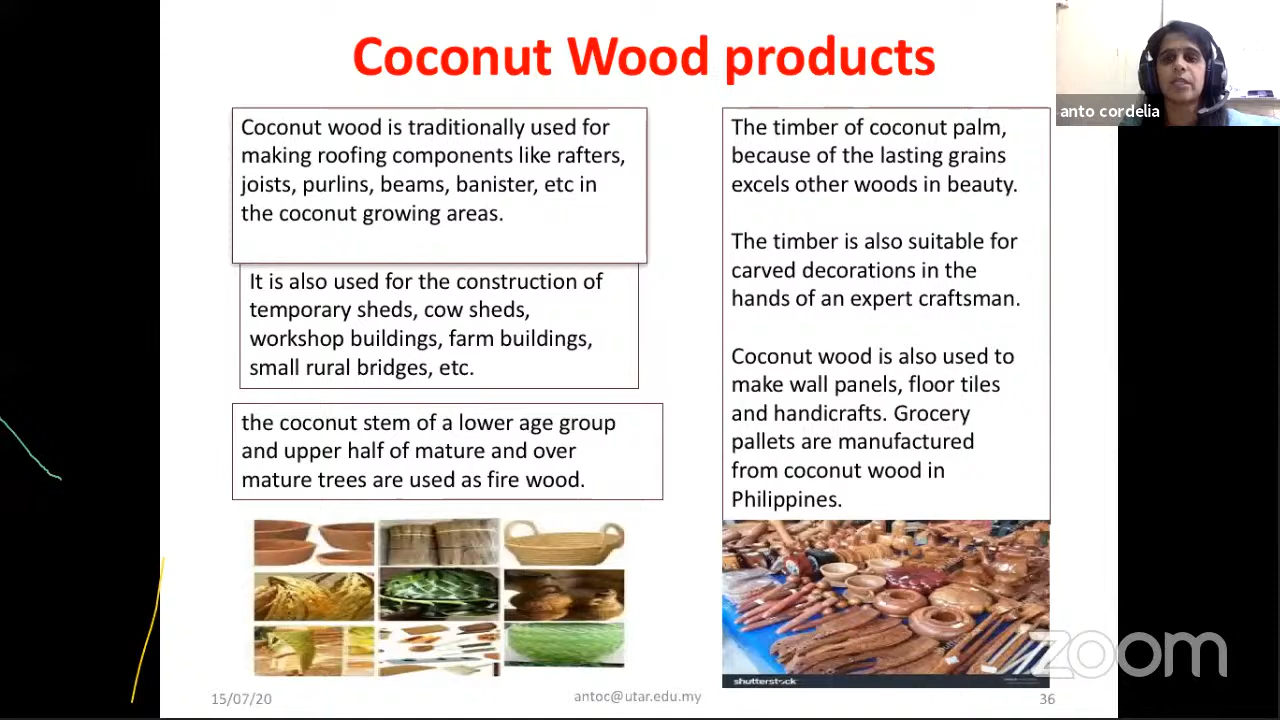 Coconut Wood products
Coconut wood is traditionally used for
making roofing components like rafters,
joists, purlins, beams, banister, etc in
the coconut growing areas.
It is also used for the construction of
temporary sheds, cow sheds,
workshop buildings, farm buildings,
small rural bridges, etc.
the coconut stem of a lower age group
and upper half of mature and over
mature trees are used as fire wood.
The timber of coconut palm,
because of the lasting grains
excels other woods in beauty.
The timber is also suitable for
carved decorations in the
hands of an expert craftsman.
Coconut wood is also used to
make wall panels, floor tiles
and handicrafts. Grocery
pallets are manufactured
from coconut wood in
Philippines.
anto cordelia
shutterstock
zoom
15/07/20
antoc@utar.edu.my
36